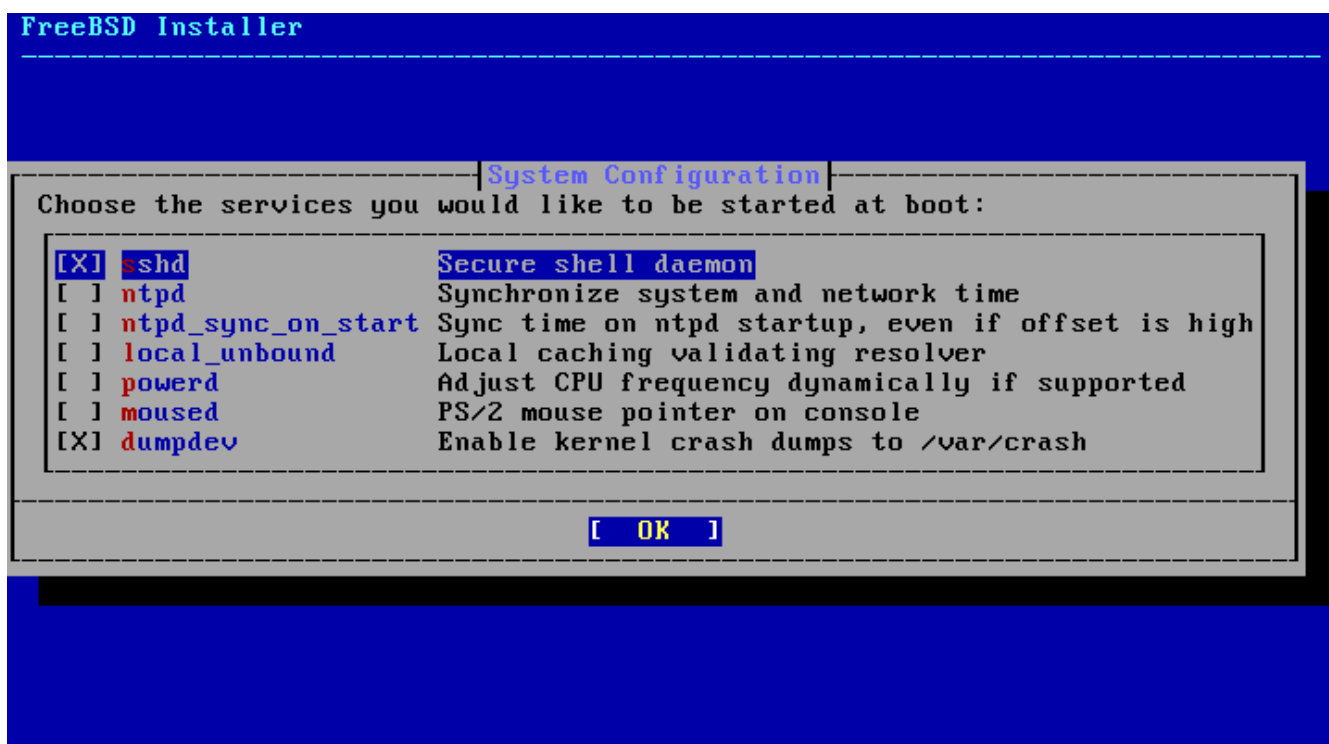 FreeBSD Installer
System Configuration
Choose the services you would like to be started at boot:
[X] sshd Secure shell daemon
[ ] ntpd Synchronize system and network time
[ ] ntpd_sync_on_start Sync time on ntpd startup, even if offset is high
[ ] local_unbound Local caching validating resolver
[ ] powerd Adjust CPU frequency dynamically if supported
[ ] moused PS/2 mouse pointer on console
[X] dumpdev Enable kernel crash dumps to /var/crash
[ OK ]